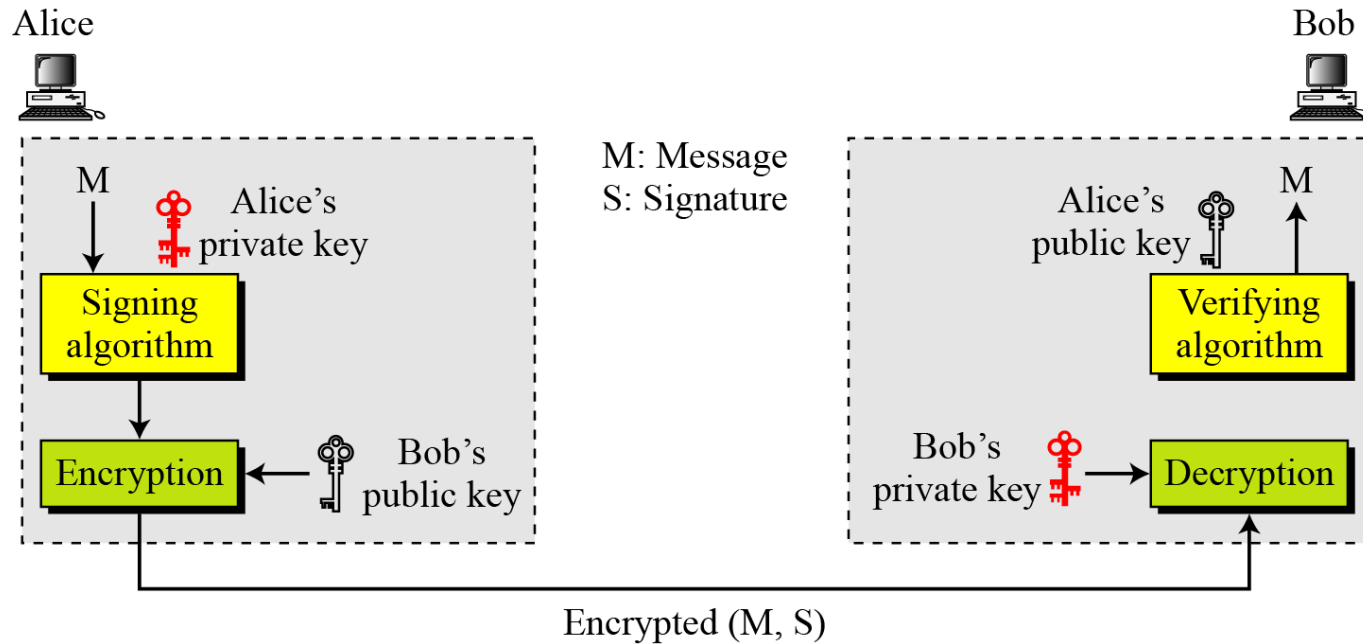 Alice
Bob
M: Message
S: Signature
M
Alice’s
private key
Signing
algorithm
Encryption
Bob’s
public key
Alice’s
public key
M
Verifying
algorithm
Bob’s
private key
Decryption
Encrypted (M, S)